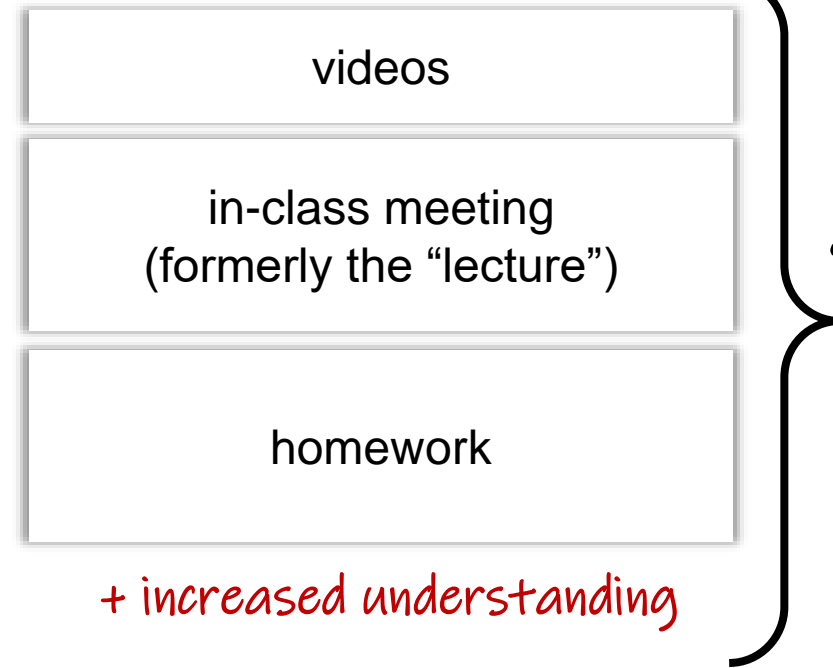 videos
in-class meeting
(formerly the “lecture”)
homework
+ increased understanding